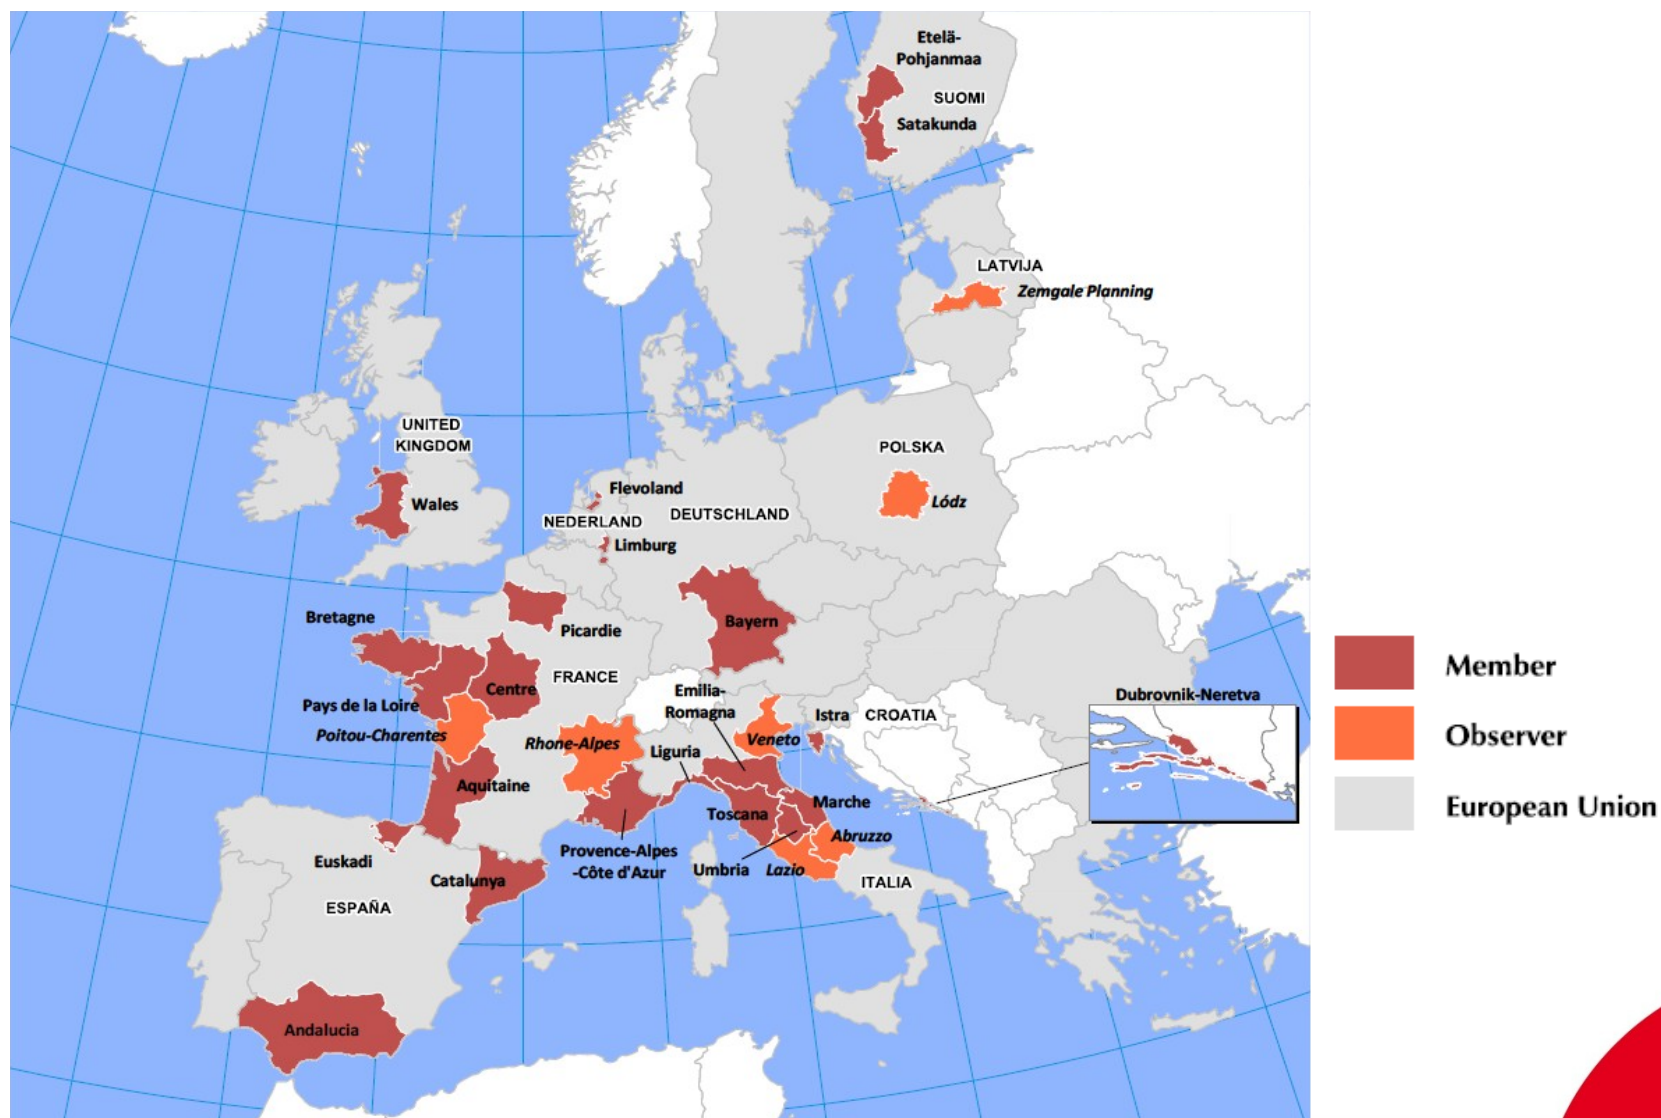 Etelä-
Pohjanmaa
SUOMI
Satakunda
LATVIJA
Zemgale Planning
UNITED
KINGDOM
POLSKA
Wales
Flevoland
Lódz
NEDERLAND
DEUTSCHLAND
Limburg
Bretagne
Picardie
Bayern
FRANCE
Centre
Pays de la Loire
Poitou-Charentes
Rhone-Alpes
Emilia-
Romagna
Liguria
Veneto
Istra
CROATIA
Dubrovnik-Neretva
Aquitaine
Toscana
Marche
Abruzzo
Provence-Alpes
-Côte d'Azur
Umbria
Lazio
ITALIA
Euskadi
Catalunya
ESPAÑA
Andalucia
Member
Observer
European Union